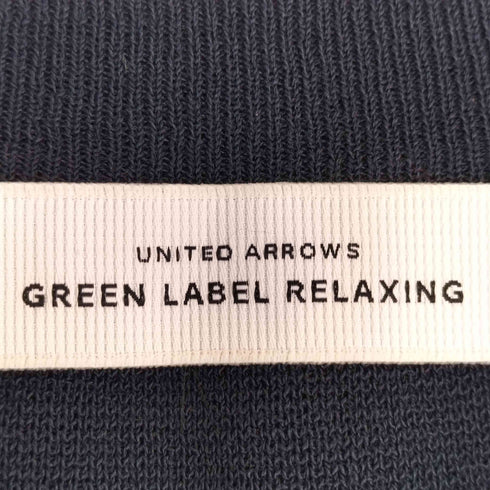 UNITED ARROWS
GREEN LABEL RELAXING